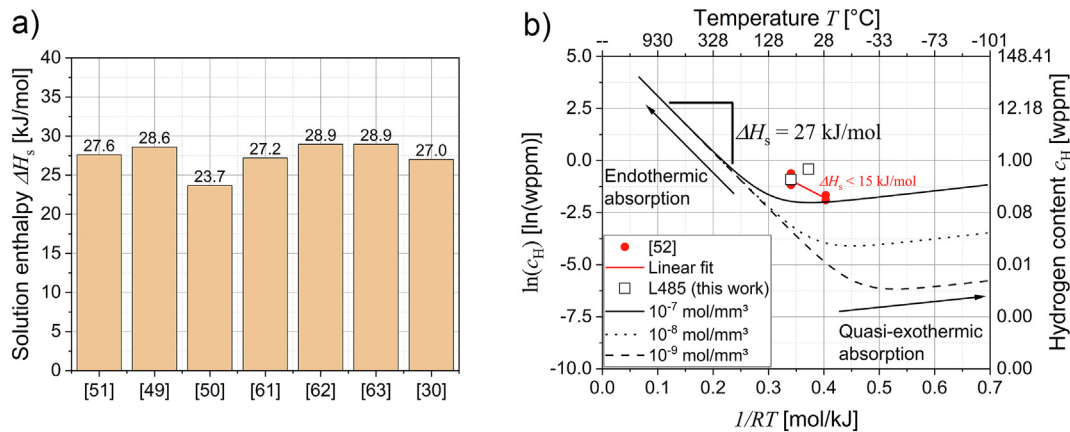 a)
Solution enthalpy ΔHs [kJ/mol]
40
35
30
25
20
15
10
5
0
27.6
28.6
23.7
27.2
28.9
28.9
27.0
[51] [49] [50] [61] [62] [63] [30]
b)
Temperature T [°C]
-- 930 328 128 28 -33 -73 -101
ln(cH) [ln(wppm)]
5.0
2.5
0.0
-2.5
-5.0
-7.5
-10.0
148.41
12.18
1.00
0.08
0.01
0.00
0.00
Hydrogen content cH [wppm]
ΔHs = 27 kJ/mol
Endothermic
absorption
ΔHs < 15 kJ/mol
[52]
Linear fit
L485 (this work)
10⁻⁷ mol/mm³
10⁻⁸ mol/mm³
10⁻⁹ mol/mm³
Quasi-exothermic
absorption
0.0 0.1 0.2 0.3 0.4 0.5 0.6 0.7
1/RT [mol/kJ]